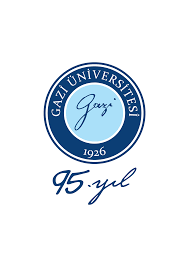 GAZİ ÜNİVERSİTESİ
gazi
1926
95. yıl